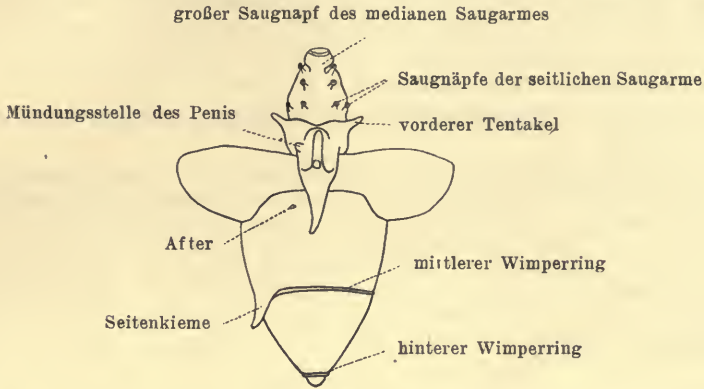 großer Saugnapf des medianen Saugarmes
Saugnäpfe der seitlichen Saugarme
Mündungsstelle des Penis
vorderer Tentakel
After
mittlerer Wimperring
Seitenkieme
hinterer Wimperring